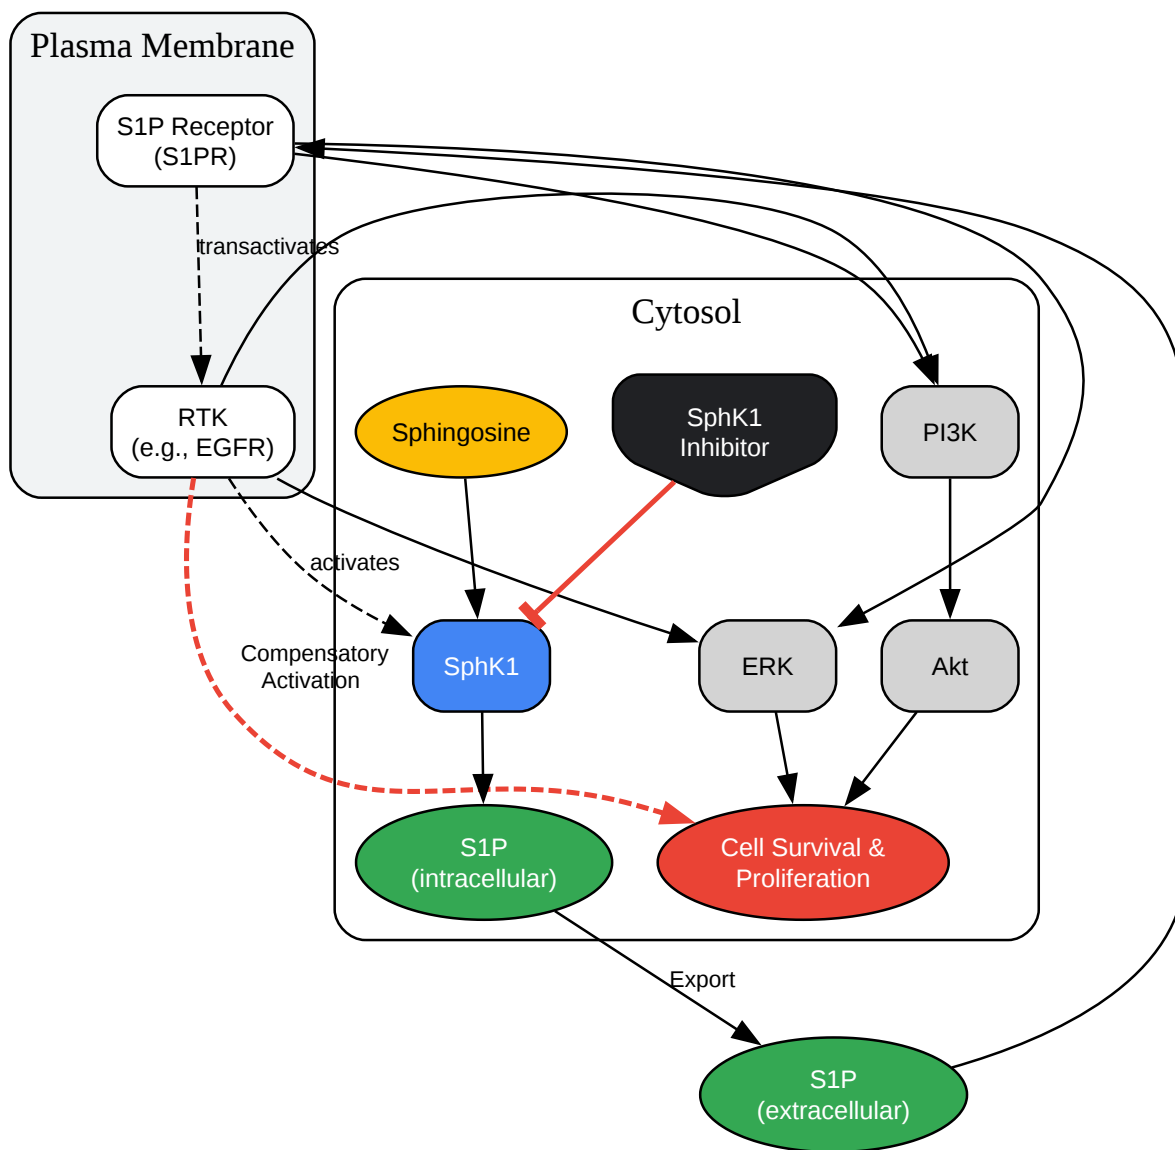 Plasma Membrane
S1P Receptor
(S1PR)
transactivates
Cytosol
RTK
(e.g., EGFR)
Sphingosine
SphK1
Inhibitor
PI3K
activates
Compensatory
Activation
SphK1
ERK
Akt
S1P
(intracellular)
Cell Survival &
Proliferation
Export
S1P
(extracellular)